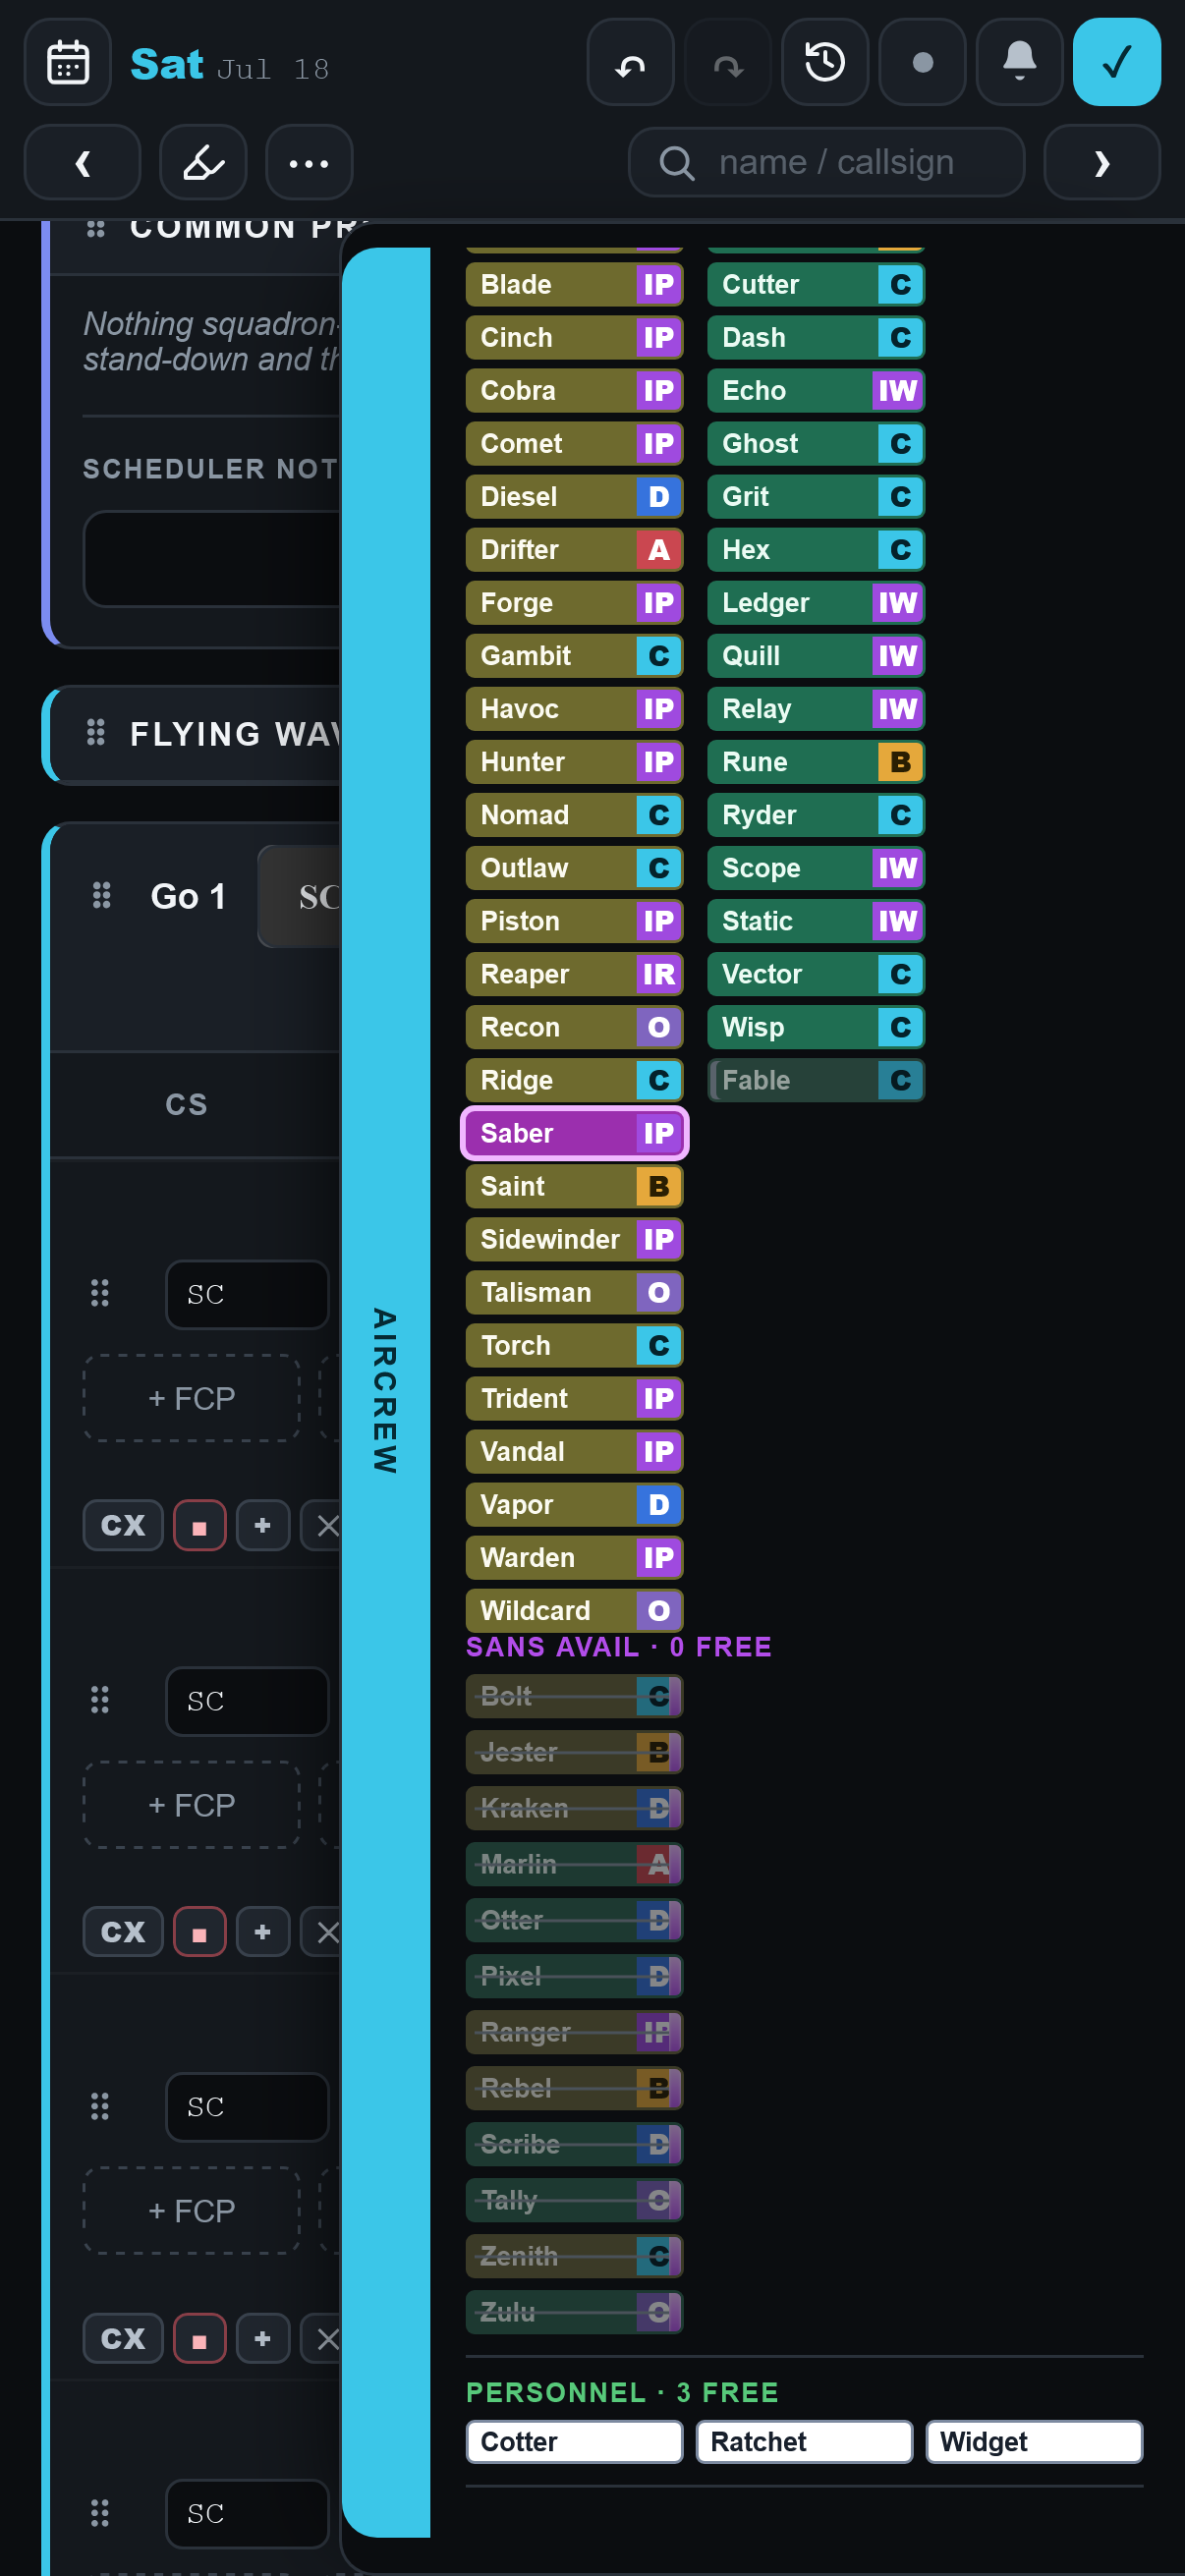 Sat Jul 18
name / callsign
COMMON PR
Nothing squadron-
stand-down and th
SCHEDULER NOT
FLYING WAV
Go 1 SC
CS
SC
+ FCP
CX +
SC
+ FCP
CX +
SC
+ FCP
CX +
SC
AIRCREW
Blade IP
Cinch IP
Cobra IP
Comet IP
Diesel D
Drifter A
Forge IP
Gambit C
Havoc IP
Hunter IP
Nomad C
Outlaw C
Piston IP
Reaper IR
Recon O
Ridge C
Saber IP
Saint B
Sidewinder IP
Talisman O
Torch C
Trident IP
Vandal IP
Vapor D
Warden IP
Wildcard O
Cutter C
Dash C
Echo IW
Ghost C
Grit C
Hex C
Ledger IW
Quill IW
Relay IW
Rune B
Ryder C
Scope IW
Static IW
Vector C
Wisp C
Fable C
SANS AVAIL · 0 FREE
Bolt C
Jester B
Kraken D
Marlin A
Otter D
Pixel D
Ranger IP
Rebel B
Scribe D
Tally
Zenith C
Zulu
PERSONNEL · 3 FREE
Cotter
Ratchet
Widget